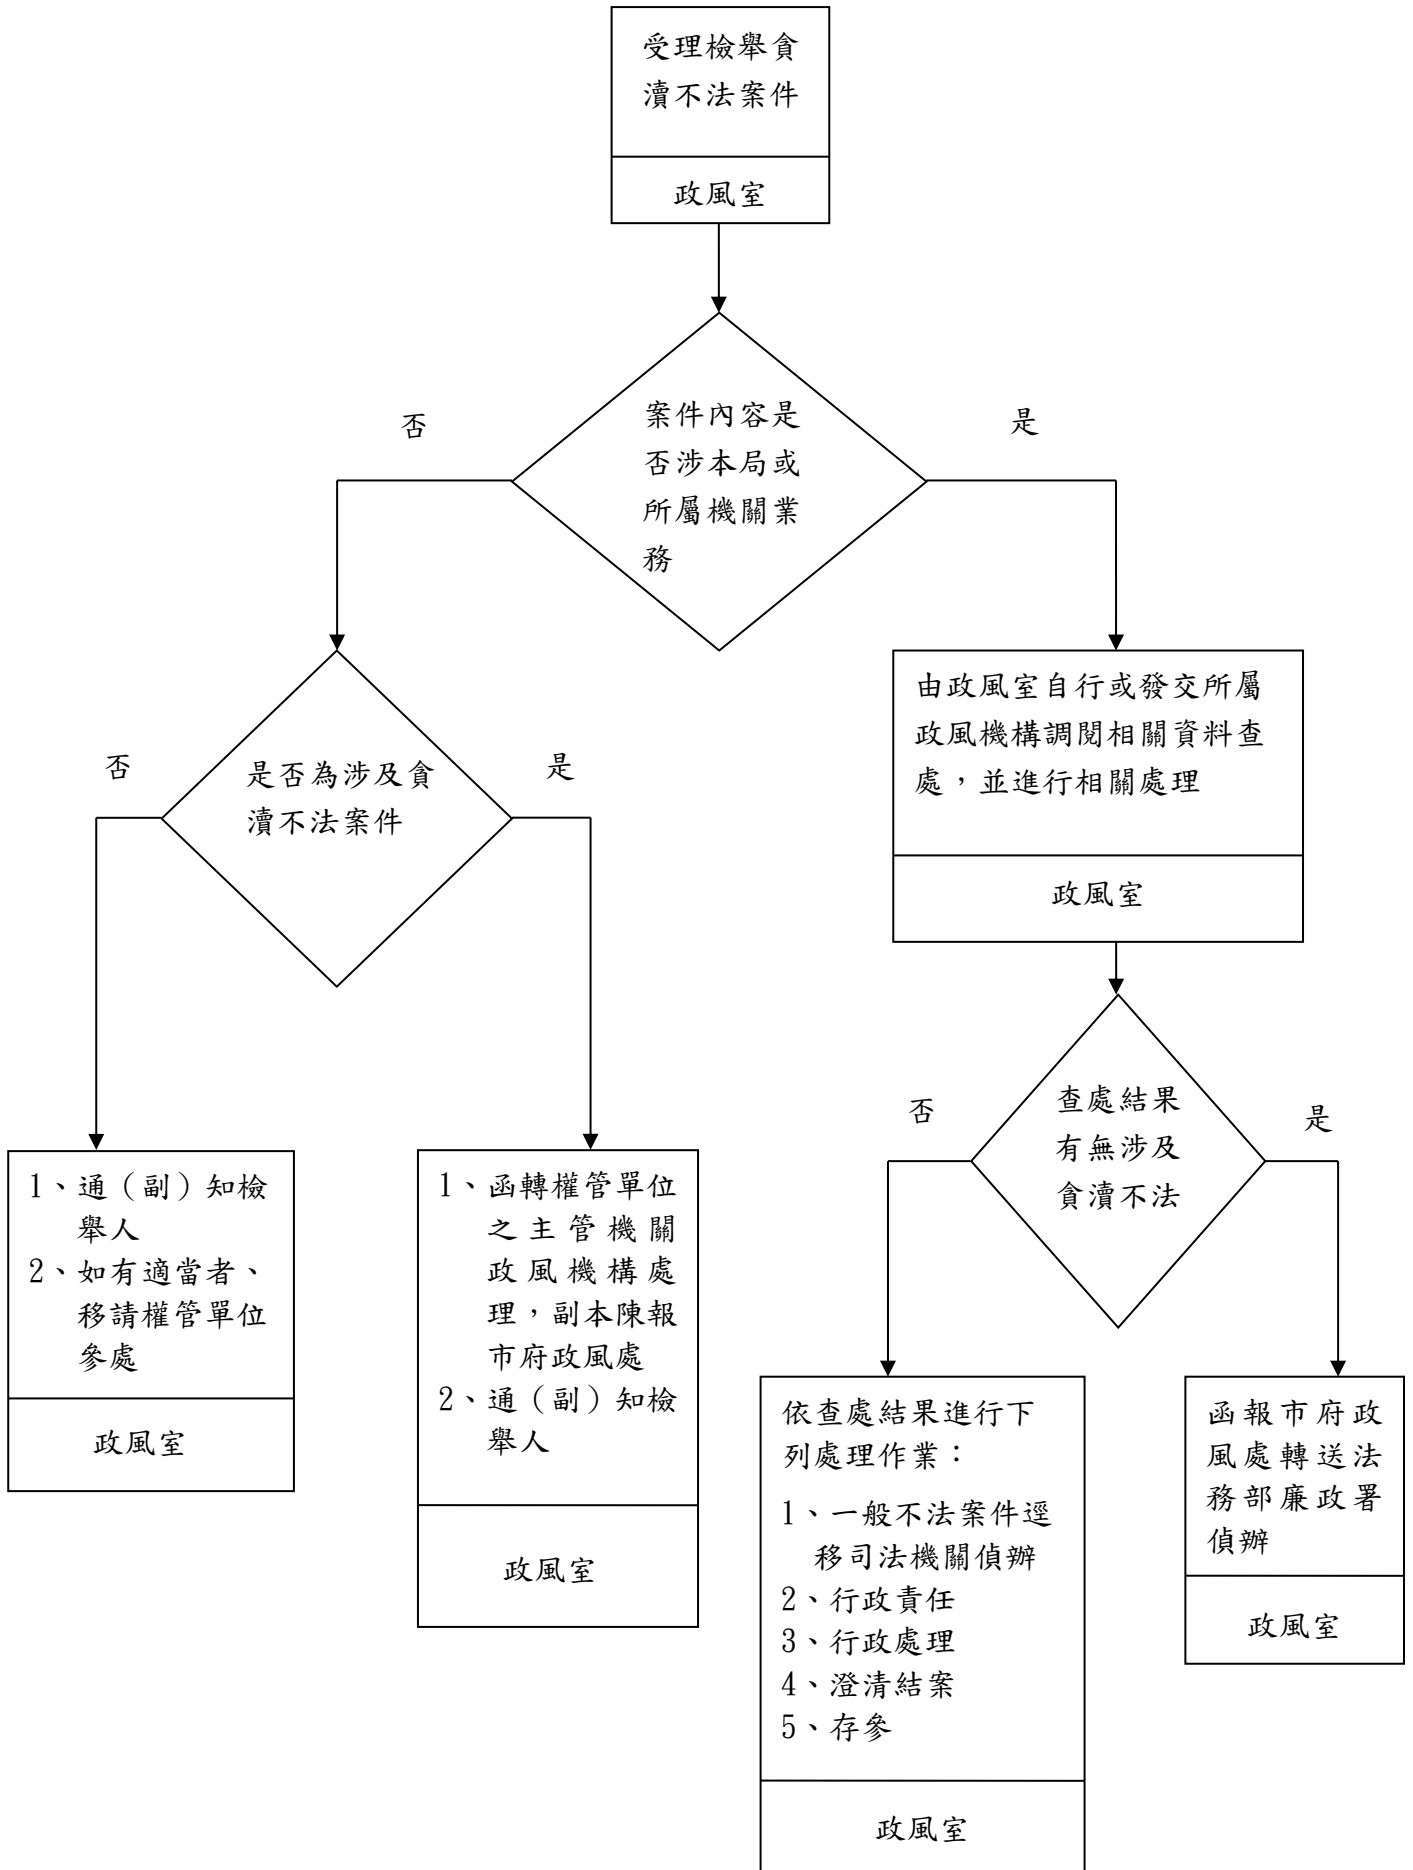 受理檢舉貪
瀆不法案件
政風室
案件內容是
否涉本局或
所屬機關業
務
否
是
是否為涉及貪
瀆不法案件
否
是
由政風室自行或發交所屬
政風機構調閱相關資料查
處，並進行相關處理
政風室
查處結果
有無涉及
貪瀆不法
否
是
1、通（副）知檢
舉人
2、如有適當者、
移請權管單位
參處
政風室
1、函轉權管單位
之主管機關
政風機構處
理，副本陳報
市府政風處
2、通（副）知檢
舉人
政風室
依查處結果進行下
列處理作業：
1、一般不法案件逕
移司法機關偵辦
2、行政責任
3、行政處理
4、澄清結案
5、存參
政風室
函報市府政
風處轉送法
務部廉政署
偵辦
政風室